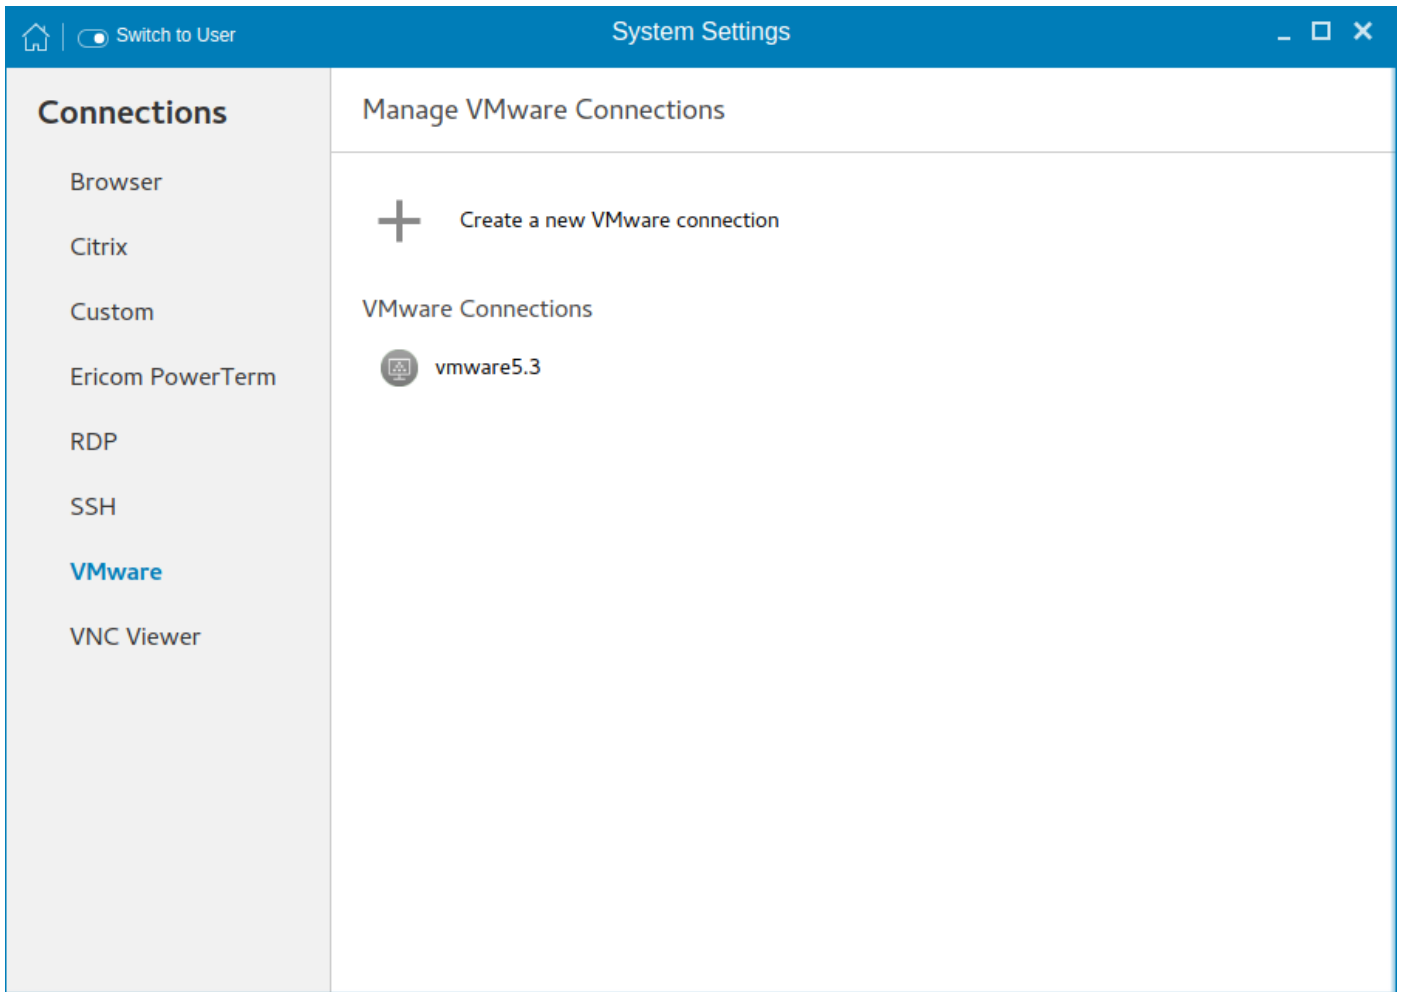 Switch to User
System Settings
Connections
Browser
Citrix
Custom
Ericom PowerTerm
RDP
SSH
VMware
VNC Viewer
Manage VMware Connections
Create a new VMware connection
VMware Connections
vmware5.3